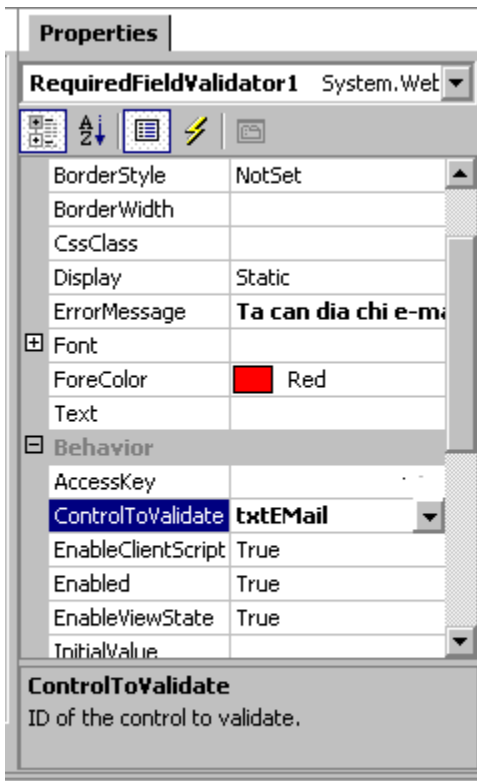 Properties
RequiredFieldValidator1 System.Web
BorderStyle NotSet
BorderWidth
CssClass
Display Static
ErrorMessage Ta can dia chi e-ma
Font
ForeColor Red
Text
Behavior
AccessKey
ControlToValidate txtEMail
EnableClientScript True
Enabled True
EnableViewState True
InitialValue
ControlToValidate
ID of the control to validate.